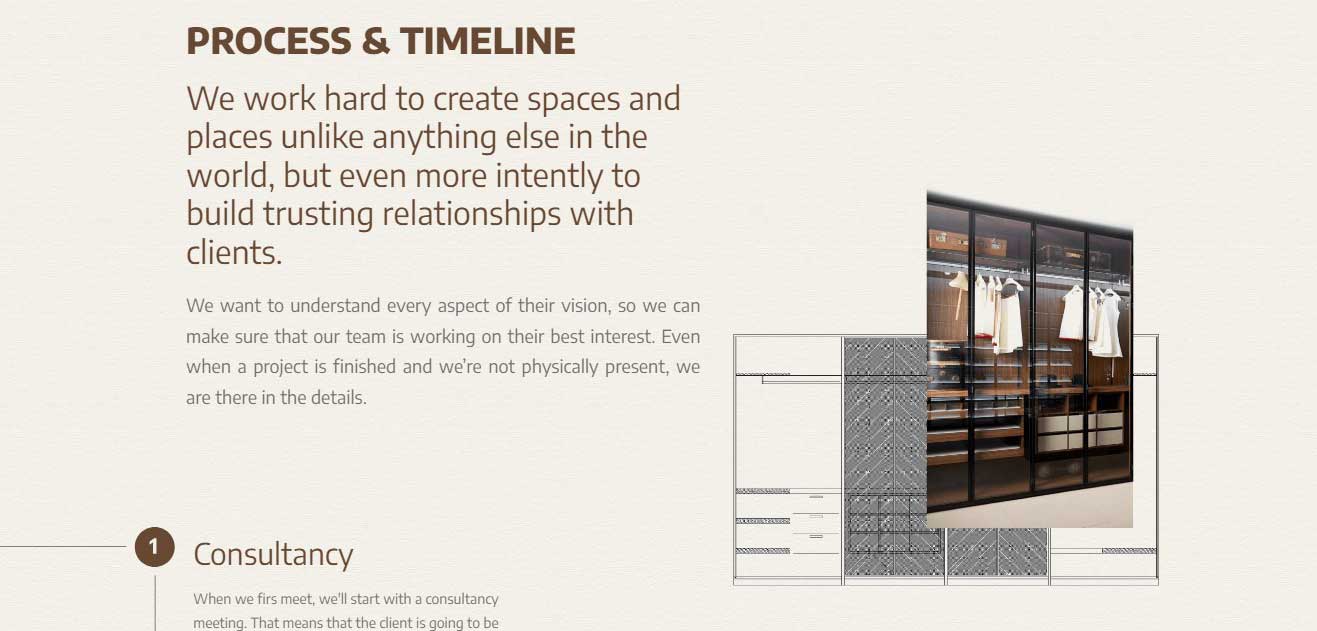 PROCESS & TIMELINE
We work hard to create spaces and
places unlike anything else in the
world, but even more intently to
build trusting relationships with
clients.
We want to understand every aspect of their vision, so we can
make sure that our team is working on their best interest. Even
when a project is finished and we’re not physically present, we
are there in the details.
1
Consultancy
When we firs meet, we'll start with a consultancy
meeting. That means that the client is going to be